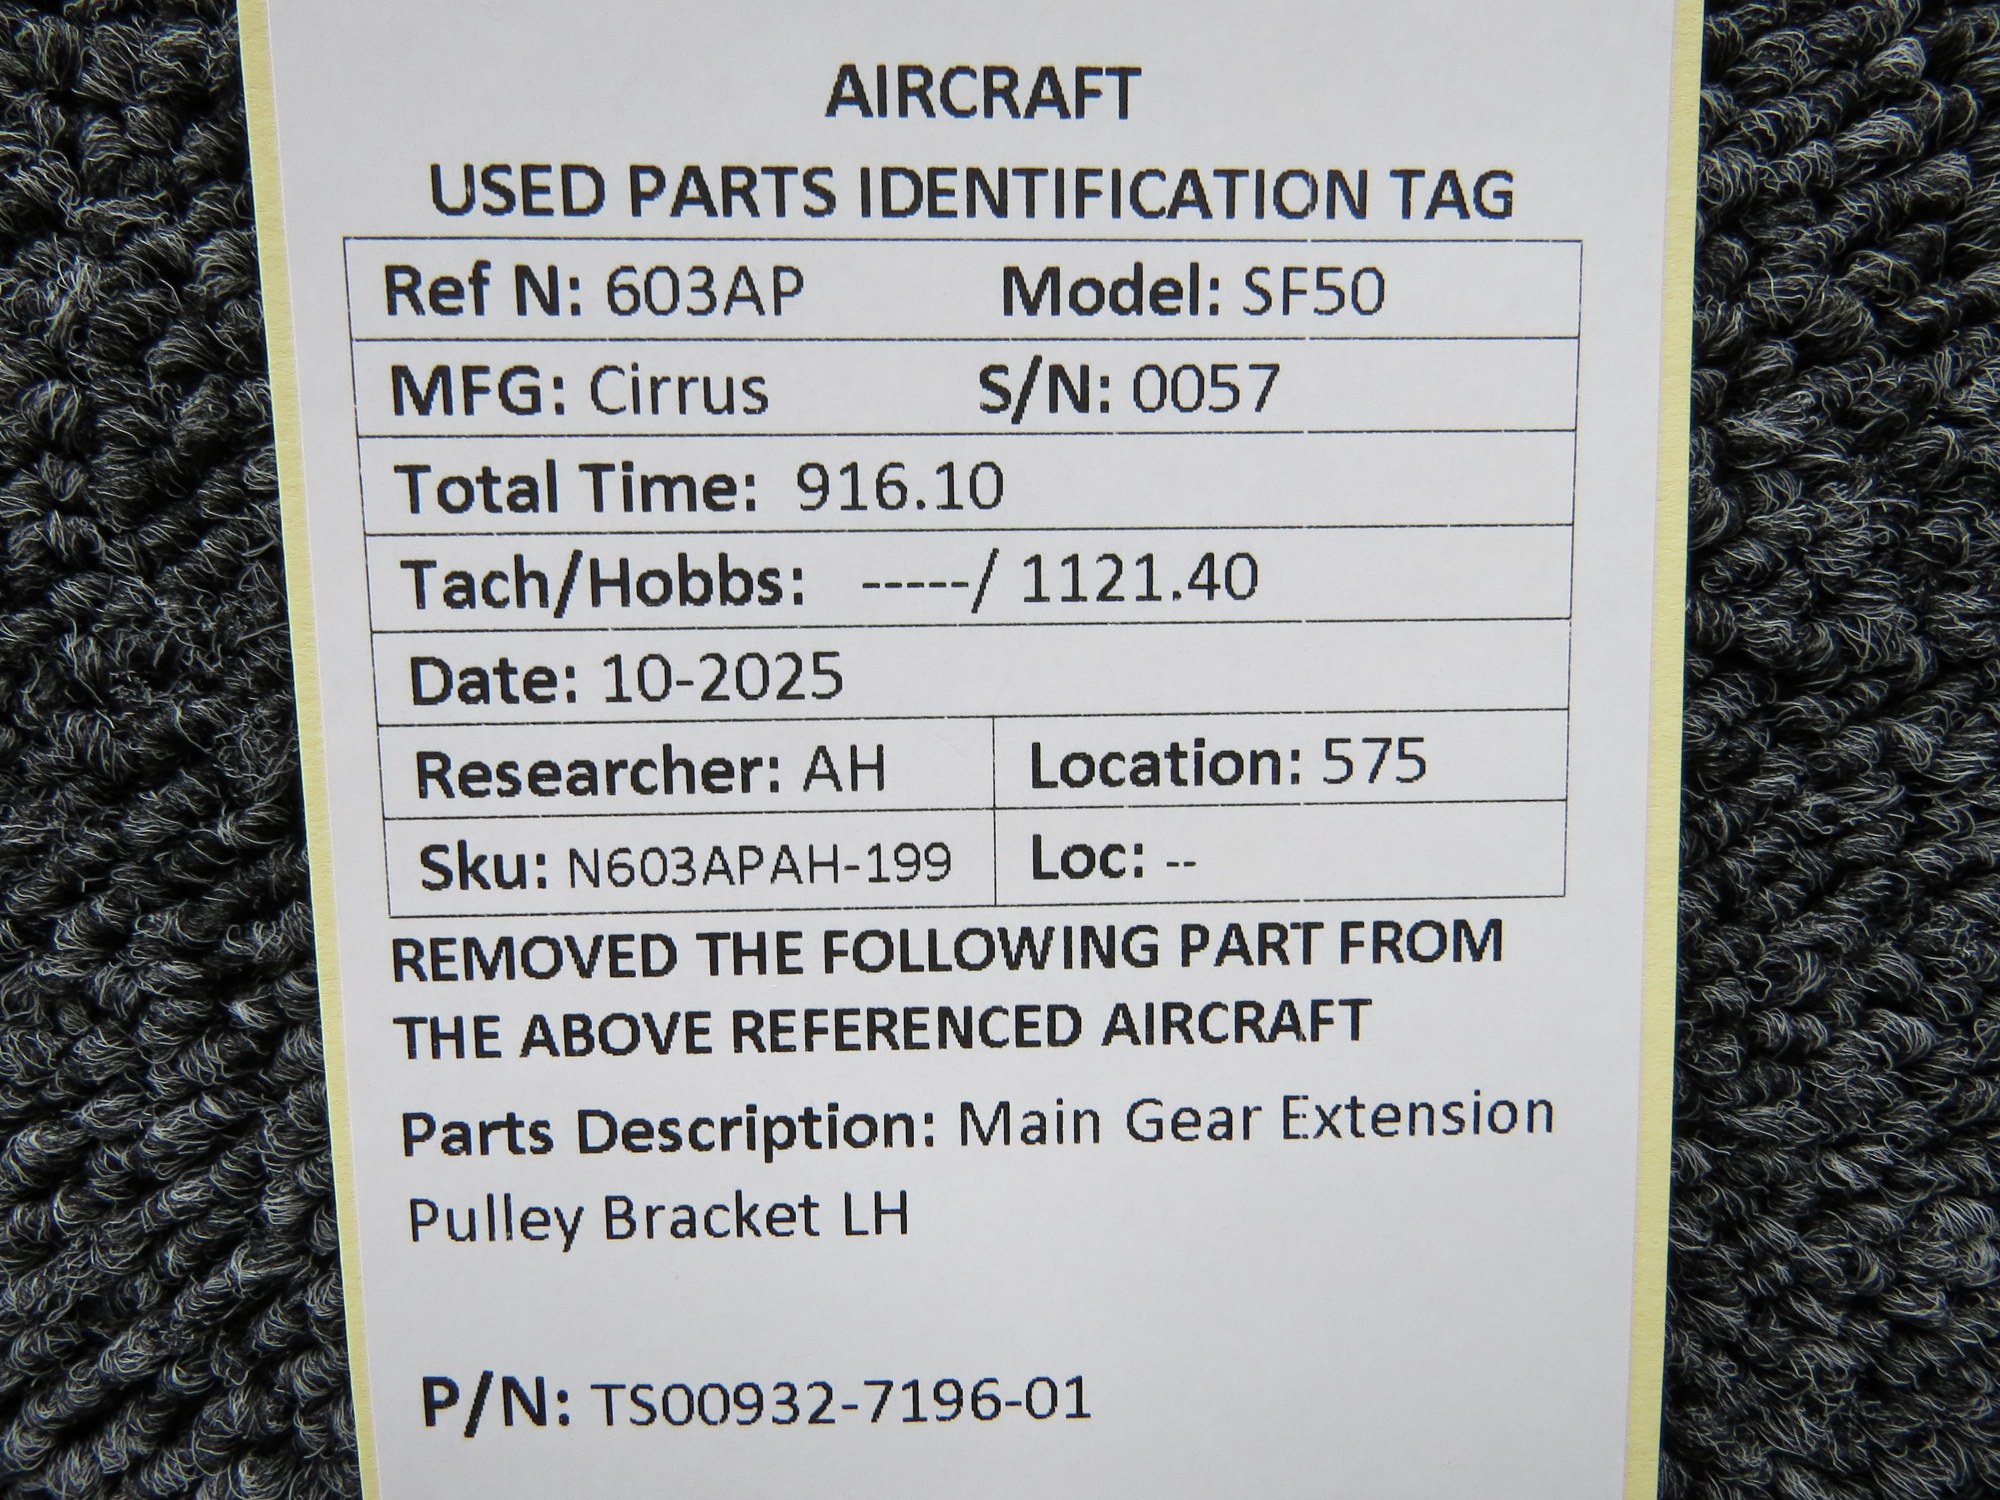 AIRCRAFT
USED PARTS IDENTIFICATION TAG
Ref N: 603AP Model: SF50
MFG: Cirrus S/N: 0057
Total Time: 916.10
Tach/Hobbs: -----/ 1121.40
Date: 10-2025
Researcher: AH Location: 575
Sku: N603APAH-199 Loc: --
REMOVED THE FOLLOWING PART FROM
THE ABOVE REFERENCED AIRCRAFT
Parts Description: Main Gear Extension
Pulley Bracket LH
P/N: TS00932-7196-01